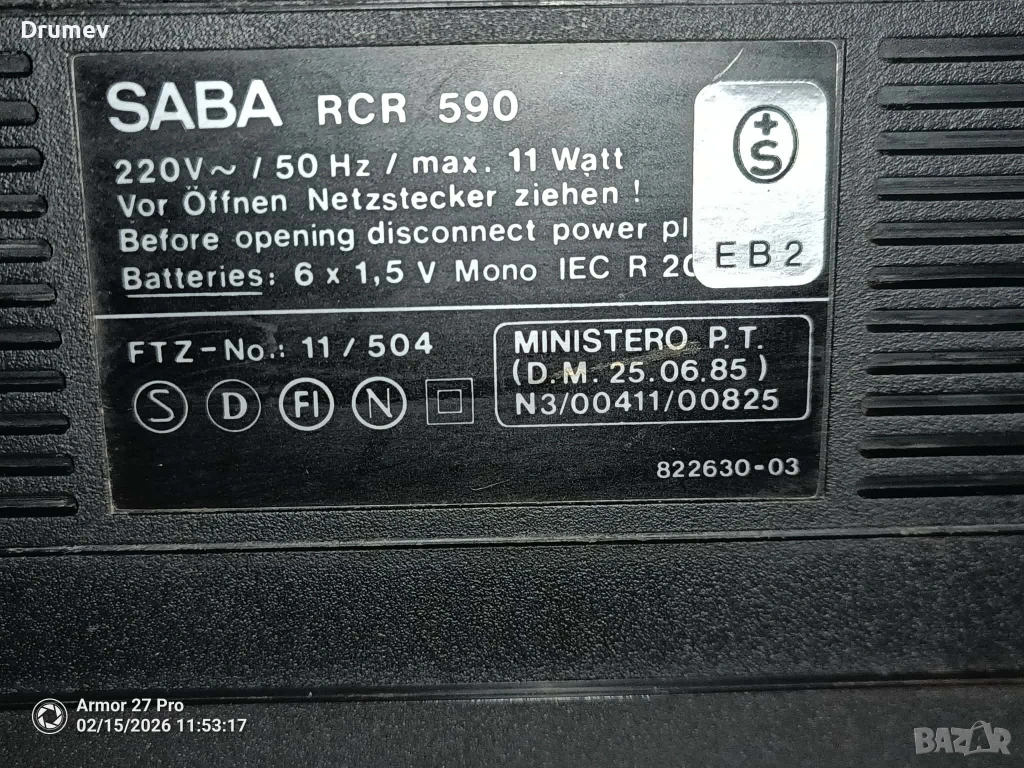 Drumev
SABA RCR 590
220V~ / 50 Hz / max. 11 Watt
Vor Öffnen Netzstecker ziehen !
Before opening disconnect power
Batteries: 6 x 1,5 V Mono IEC R
+
S
EB2
FTZ-No.: 11 / 504
S D FI N
MINISTERO P.T.
(D.M. 25.06.85)
N3/00411/00825
822630-03
Armor 27 Pro
02/15/2026 11:53:17
BAZAR